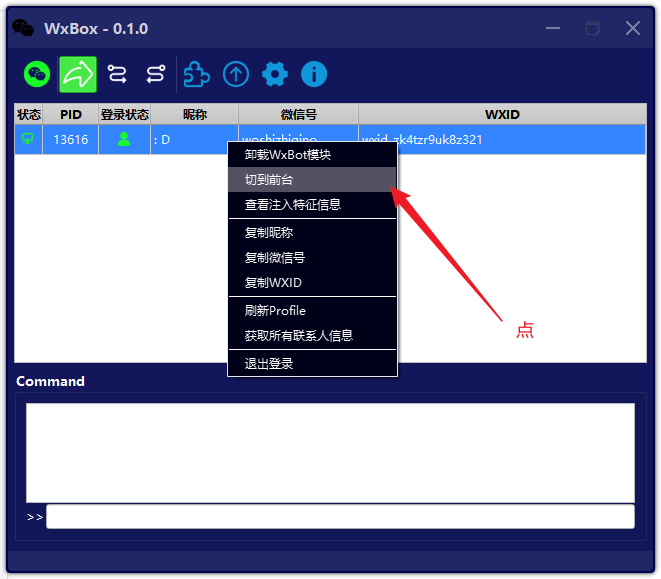 WxBox - 0.1.0
状态 PID 登录状态 昵称 微信号 WXID
13616 : D woshizhiqino wxid_zk4tzr9uk8z321
卸载WxBot模块
切到前台
查看注入特征信息
复制昵称
复制微信号
复制WXID
刷新Profile
获取所有联系人信息
退出登录
点
Command
>>